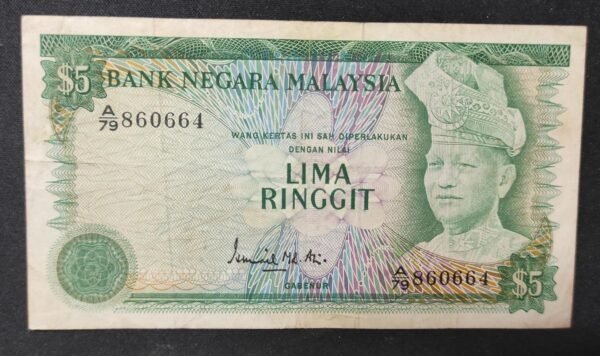 $5 BANK NEGARA MALAYSIA
A/79 860664
WANG KERTAS INI SAH DIPERLAKUKAN
DENGAN NILAI
LIMA
RINGGIT
GABENOR
A/79 860664
$5